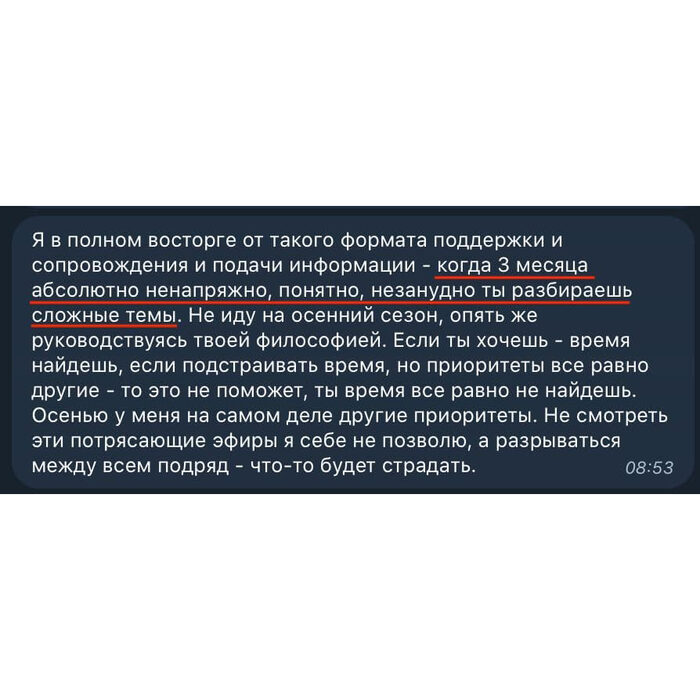 Я в полном восторге от такого формата поддержки и
сопровождения и подачи информации - когда 3 месяца
абсолютно ненапряжно, понятно, незанудно ты разбираешь
сложные темы. Не иду на осенний сезон, опять же
руководствуясь твоей философией. Если ты хочешь - время
найдешь, если подстраивать время, но приоритеты все равно
другие - то это не поможет, ты время все равно не найдешь.
Осенью у меня на самом деле другие приоритеты. Не смотреть
эти потрясающие эфиры я себе не позволю, а разрываться
между всем подряд - что-то будет страдать.
08:53